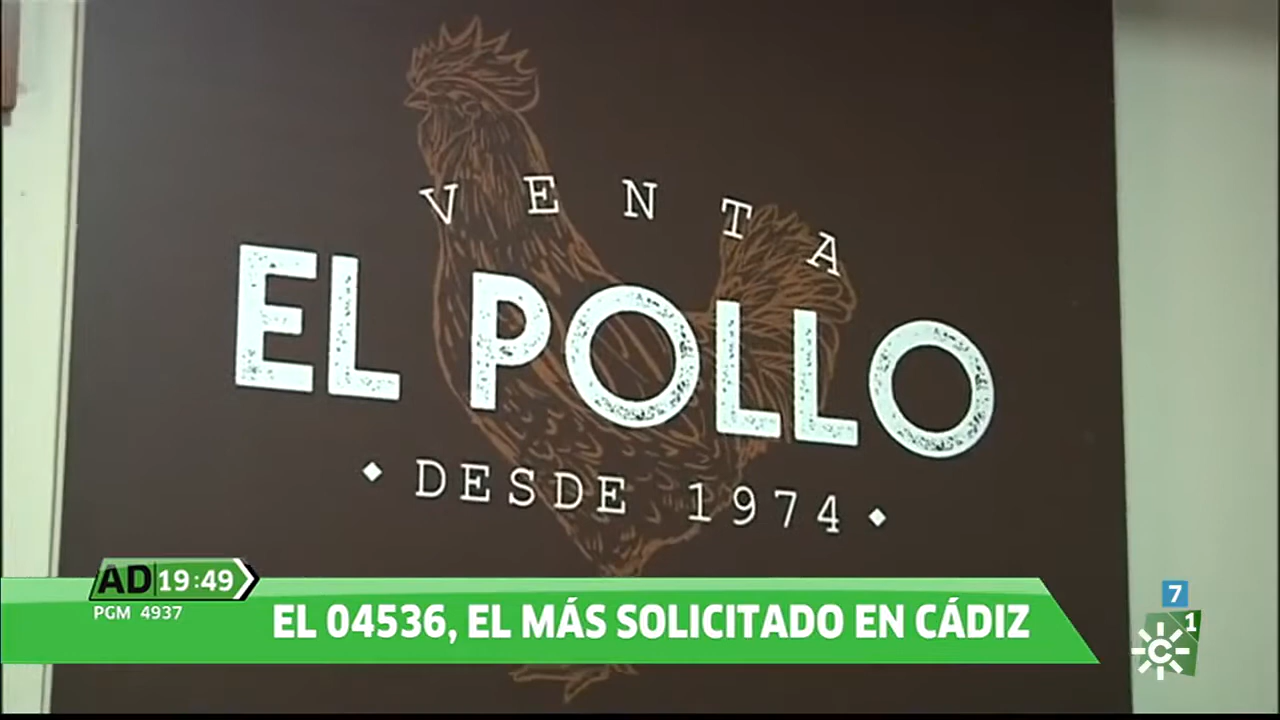 VENTA
EL POLLO
DESDE 1974
AD 19:49
PGM 4937
EL 04536, EL MÁS SOLICITADO EN CÁDIZ
7
1
C